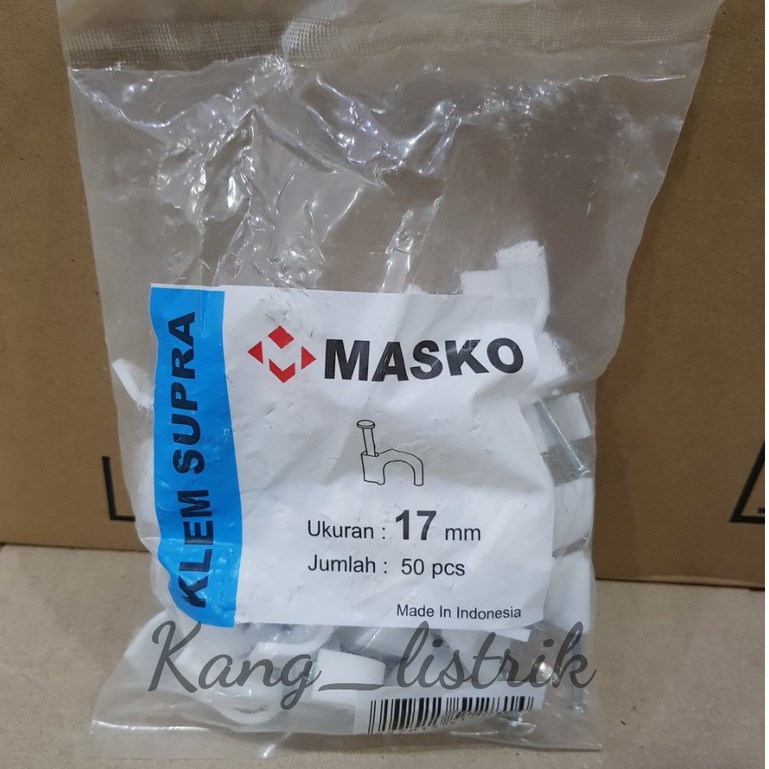 KLEM SUPRA
MASKO
Ukuran : 17 mm
Jumlah : 50 pcs
Made In Indonesia
Kang_listrik